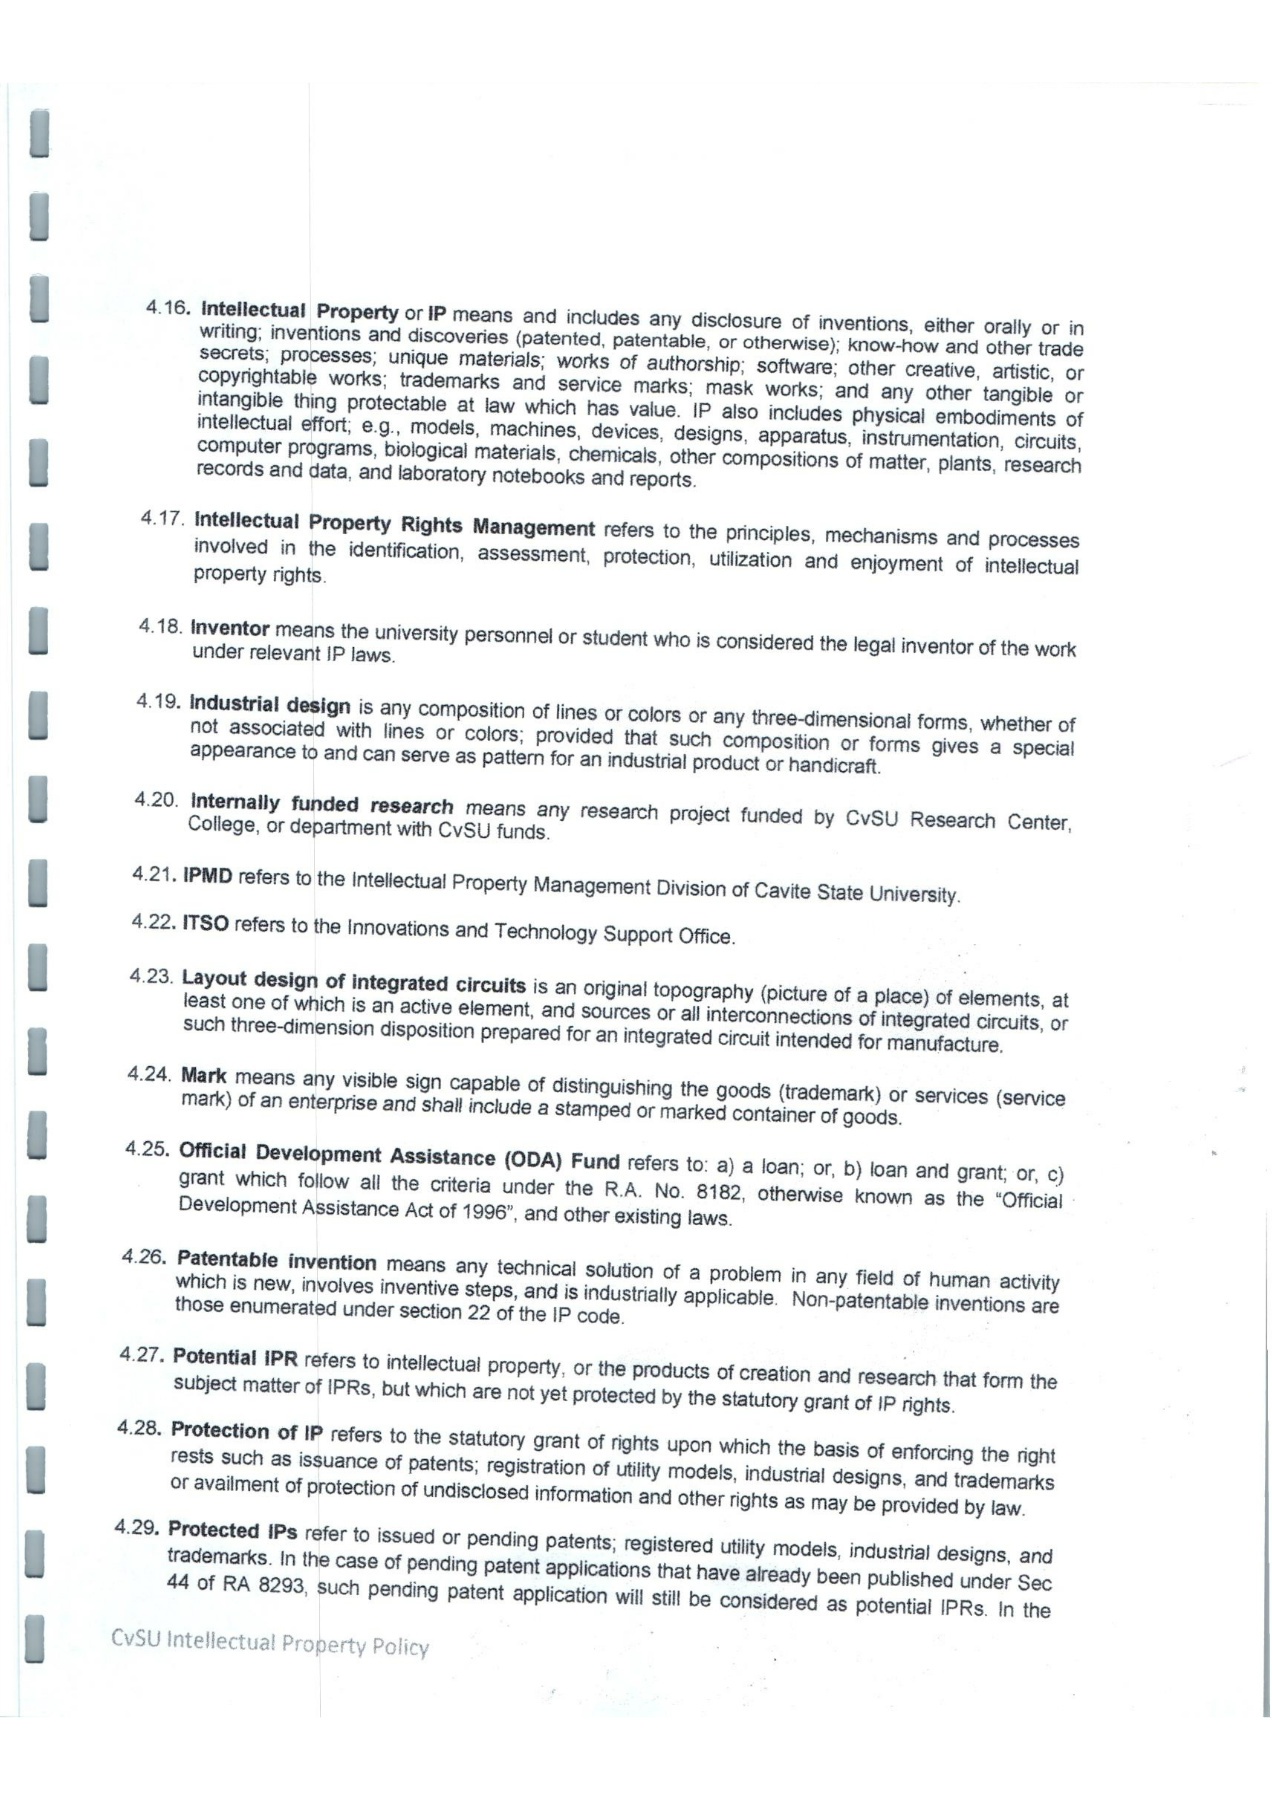 4.16. Intellectual Property or IP means and includes any disclosure of inventions, either orally or in
writing; inventions and discoveries (patented, patentable, or otherwise); know-how and other trade
secrets; processes; unique materials; works of authorship; software; other creative, artistic, or
copyrightable works; trademarks and service marks; mask works; and any other tangible or
intangible thing protectable at law which has value. IP also includes physical embodiments of
intellectual effort; e.g., models, machines, devices, designs, apparatus, instrumentation, circuits,
computer programs, biological materials, chemicals, other compositions of matter, plants, research
records and data, and laboratory notebooks and reports.
4.17. Intellectual Property Rights Management refers to the principles, mechanisms and processes
involved in the identification, assessment, protection, utilization and enjoyment of intellectual
property rights.
4.18. Inventor means the university personnel or student who is considered the legal inventor of the work
under relevant IP laws.
4.19. Industrial design is any composition of lines or colors or any three-dimensional forms, whether of
not associated with lines or colors; provided that such composition or forms gives a special
appearance to and can serve as pattern for an industrial product or handicraft.
4.20. Internally funded research means any research project funded by CvSU Research Center,
College, or department with CvSU funds.
4.21. IPMD refers to the Intellectual Property Management Division of Cavite State University.
4.22. ITSO refers to the Innovations and Technology Support Office.
4.23. Layout design of integrated circuits is an original topography (picture of a place) of elements, at
least one of which is an active element, and sources or all interconnections of integrated circuits, or
such three-dimension disposition prepared for an integrated circuit intended for manufacture.
4.24. Mark means any visible sign capable of distinguishing the goods (trademark) or services (service
mark) of an enterprise and shall include a stamped or marked container of goods.
4.25. Official Development Assistance (ODA) Fund refers to: a) a loan; or, b) loan and grant; or, c)
grant which follow all the criteria under the R.A. No. 8182, otherwise known as the “Official
Development Assistance Act of 1996”, and other existing laws.
4.26. Patentable invention means any technical solution of a problem in any field of human activity
which is new, involves inventive steps, and is industrially applicable. Non-patentable inventions are
those enumerated under section 22 of the IP code.
4.27. Potential IPR refers to intellectual property, or the products of creation and research that form the
subject matter of IPRs, but which are not yet protected by the statutory grant of IP rights.
4.28. Protection of IP refers to the statutory grant of rights upon which the basis of enforcing the right
rests such as issuance of patents; registration of utility models, industrial designs, and trademarks
or availment of protection of undisclosed information and other rights as may be provided by law.
4.29. Protected IPs refer to issued or pending patents; registered utility models, industrial designs, and
trademarks. In the case of pending patent applications that have already been published under Sec
44 of RA 8293, such pending patent application will still be considered as potential IPRs. In the
CvSU Intellectual Property Policy